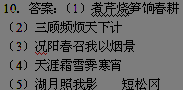 10. 答案：(1) 煮芹烧笋饷春耕
(2) 三顾频烦天下计
(3) 况阳春召我以烟景
(4) 天涯霜雪霁寒宵
(5) 湖月照我影 短松冈